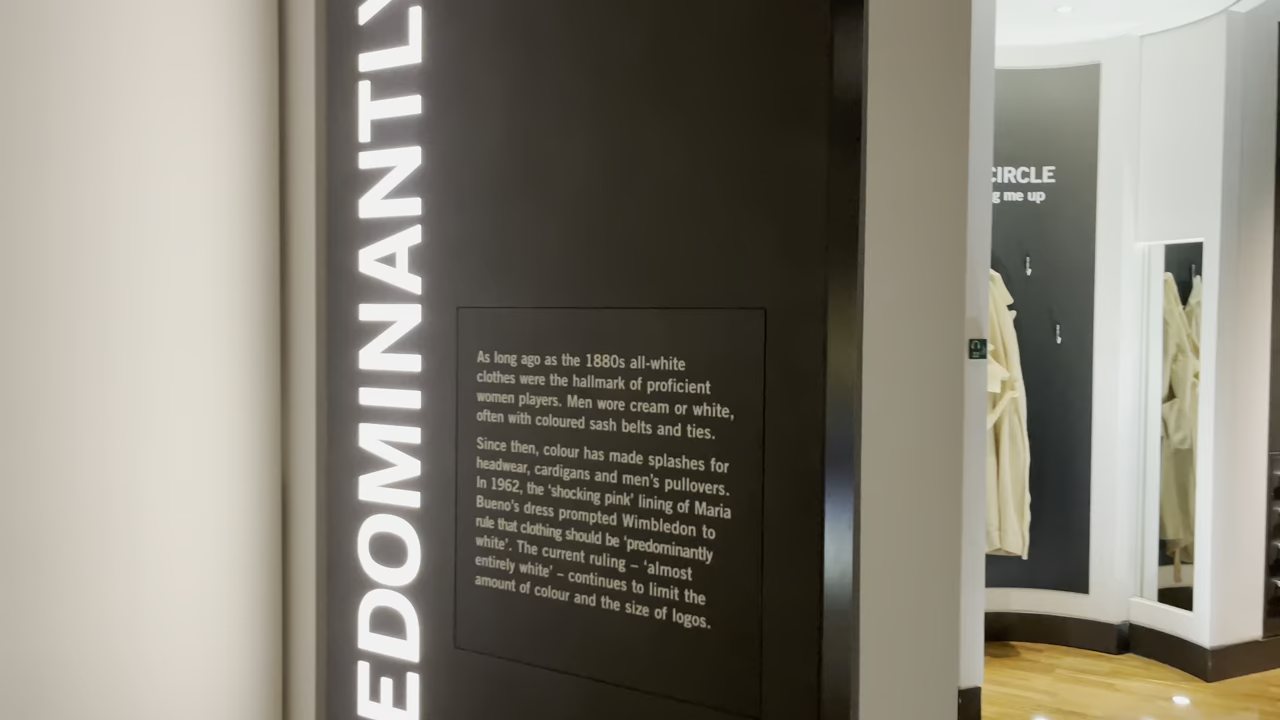 EDOMINANTLY
As long ago as the 1880s all-white
clothes were the hallmark of proficient
women players. Men wore cream or white,
often with coloured sash belts and ties.
Since then, colour has made splashes for
headwear, cardigans and men's pullovers.
In 1962, the 'shocking pink' lining of Maria
Bueno's dress prompted Wimbledon to
rule that clothing should be 'predominantly
white'. The current ruling – 'almost
entirely white' – continues to limit the
amount of colour and the size of logos.
CIRCLE
g me up